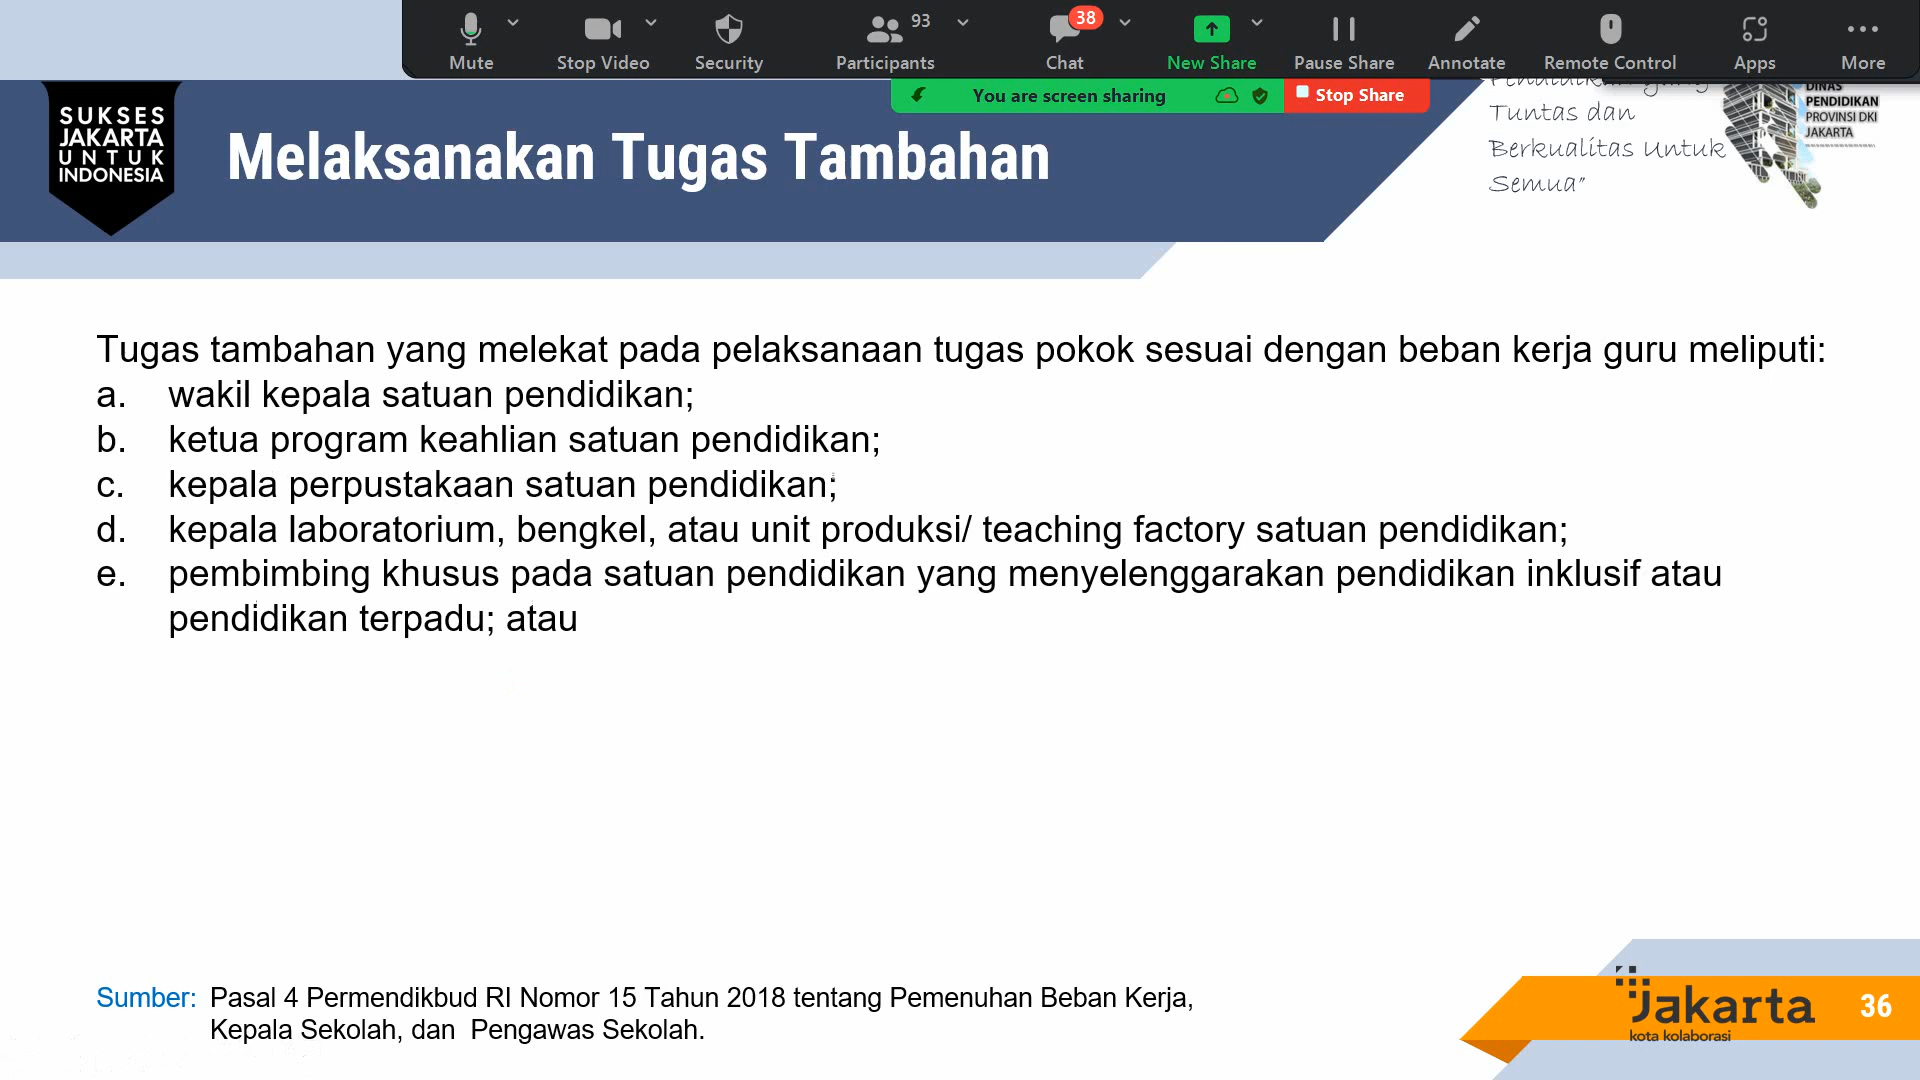 Mute
Stop Video
Security
Participants
93
Chat
38
New Share
Pause Share
Annotate
Remote Control
Apps
More
You are screen sharing
Stop Share
SUKSES
JAKARTA
UNTUK
INDONESIA
Melaksanakan Tugas Tambahan
Tuntas dan
Berkualitas Untuk
Semua”
DINAS
PENDIDIKAN
PROVINSI DKI
JAKARTA
Tugas tambahan yang melekat pada pelaksanaan tugas pokok sesuai dengan beban kerja guru meliputi:
a. wakil kepala satuan pendidikan;
b. ketua program keahlian satuan pendidikan;
c. kepala perpustakaan satuan pendidikan;
d. kepala laboratorium, bengkel, atau unit produksi/ teaching factory satuan pendidikan;
e. pembimbing khusus pada satuan pendidikan yang menyelenggarakan pendidikan inklusif atau
pendidikan terpadu; atau
Sumber: Pasal 4 Permendikbud RI Nomor 15 Tahun 2018 tentang Pemenuhan Beban Kerja,
Kepala Sekolah, dan Pengawas Sekolah.
Jakarta
kota kolaborasi
36